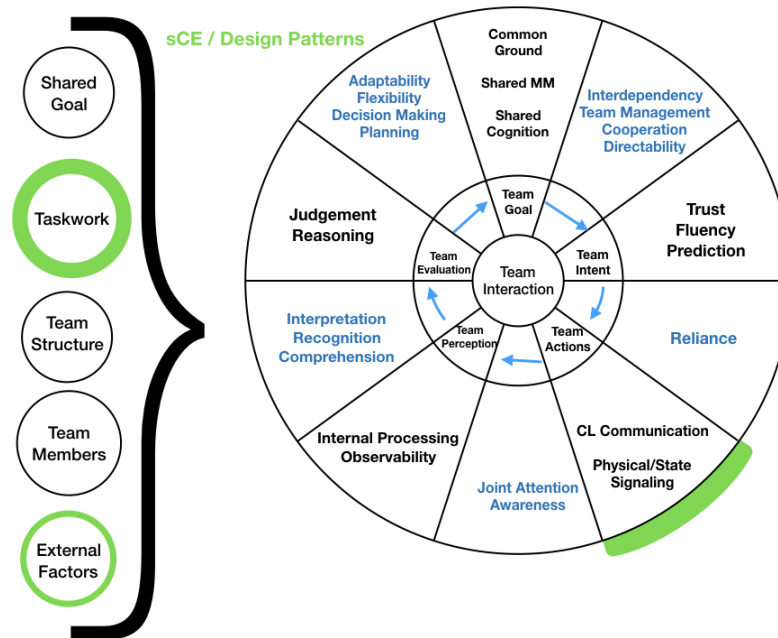 sCE / Design Patterns
Shared
Goal
Taskwork
Team
Structure
Team
Members
External
Factors
Common
Ground
Shared MM
Shared
Cognition
Interdependency
Team Management
Cooperation
Directability
Trust
Fluency
Prediction
Reliance
CL Communication
Physical/State
Signaling
Joint Attention
Awareness
Internal Processing
Observability
Interpretation
Recognition
Comprehension
Judgement
Reasoning
Adaptability
Flexibility
Decision Making
Planning
Team
Goal
Team
Intent
Team
Actions
Team
Perception
Team
Evaluation
Team
Interaction